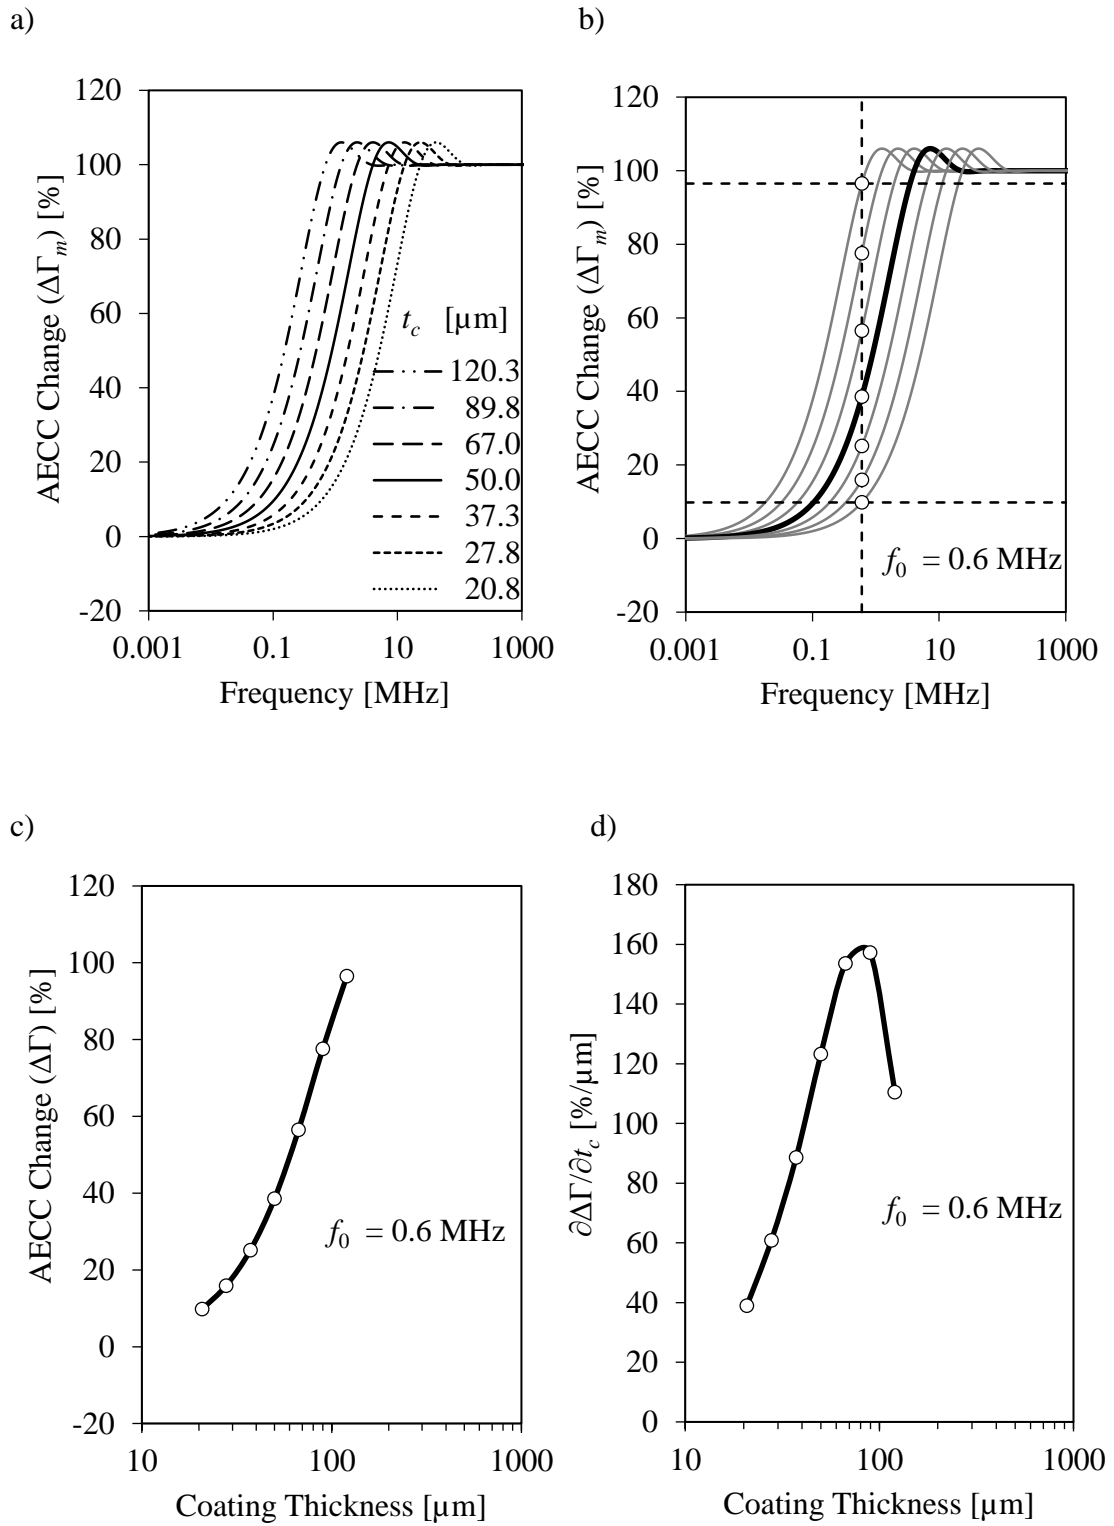 a)
120
100
80
60
40
20
0
-20
AECC Change (ΔΓm) [%]
tc [µm]
120.3
89.8
67.0
50.0
37.3
27.8
20.8
0.001 0.1 10 1000
Frequency [MHz]
b)
120
100
80
60
40
20
0
-20
AECC Change (ΔΓm) [%]
f0 = 0.6 MHz
0.001 0.1 10 1000
Frequency [MHz]
c)
120
100
80
60
40
20
0
-20
AECC Change (ΔΓ) [%]
f0 = 0.6 MHz
10 100 1000
Coating Thickness [µm]
d)
180
160
140
120
100
80
60
40
20
0
∂ΔΓ/∂tc [%/µm]
f0 = 0.6 MHz
10 100 1000
Coating Thickness [µm]